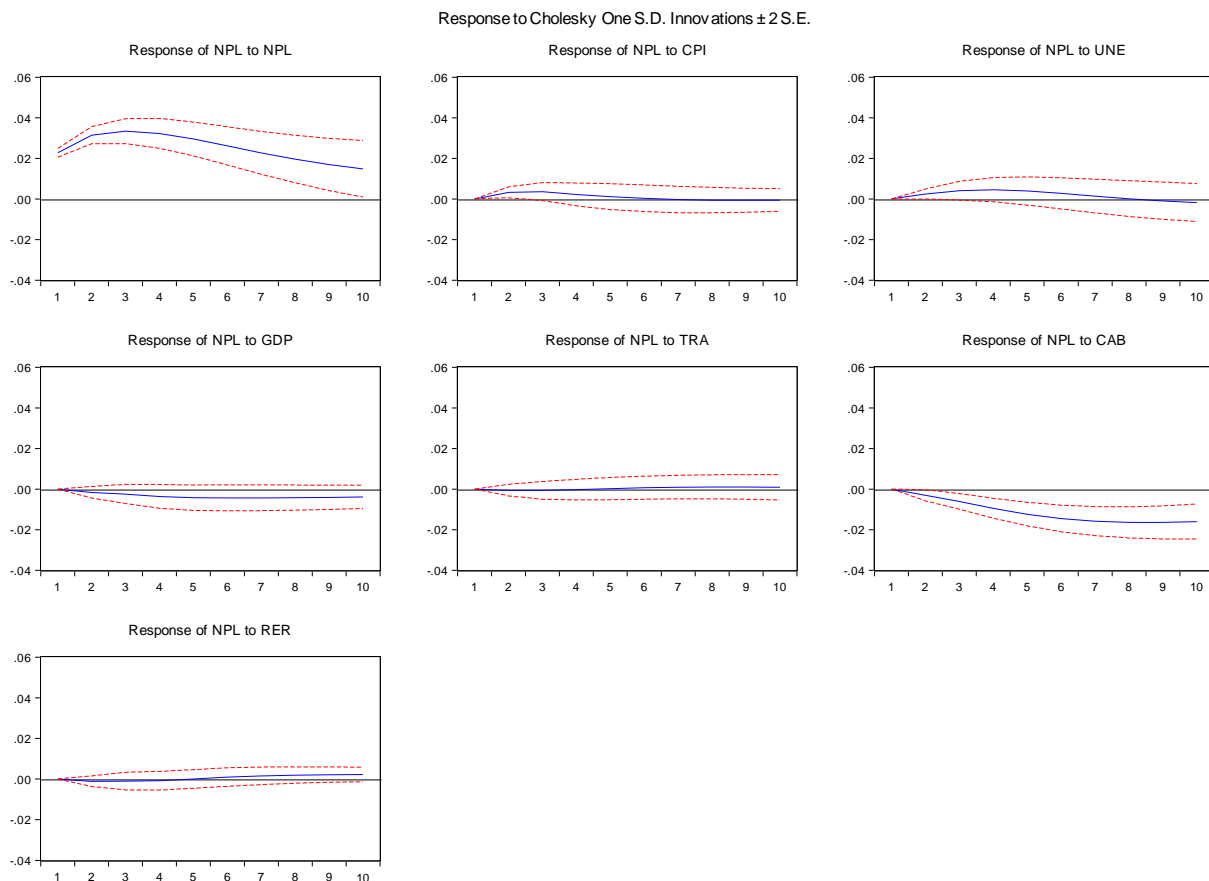 Response to Cholesky One S.D. Innovations ± 2 S.E.
Response of NPL to NPL
.06
.04
.02
.00
-.02
-.04
1 2 3 4 5 6 7 8 9 10
Response of NPL to CPI
.06
.04
.02
.00
-.02
-.04
1 2 3 4 5 6 7 8 9 10
Response of NPL to UNE
.06
.04
.02
.00
-.02
-.04
1 2 3 4 5 6 7 8 9 10
Response of NPL to GDP
.06
.04
.02
.00
-.02
-.04
1 2 3 4 5 6 7 8 9 10
Response of NPL to TRA
.06
.04
.02
.00
-.02
-.04
1 2 3 4 5 6 7 8 9 10
Response of NPL to CAB
.06
.04
.02
.00
-.02
-.04
1 2 3 4 5 6 7 8 9 10
Response of NPL to RER
.06
.04
.02
.00
-.02
-.04
1 2 3 4 5 6 7 8 9 10